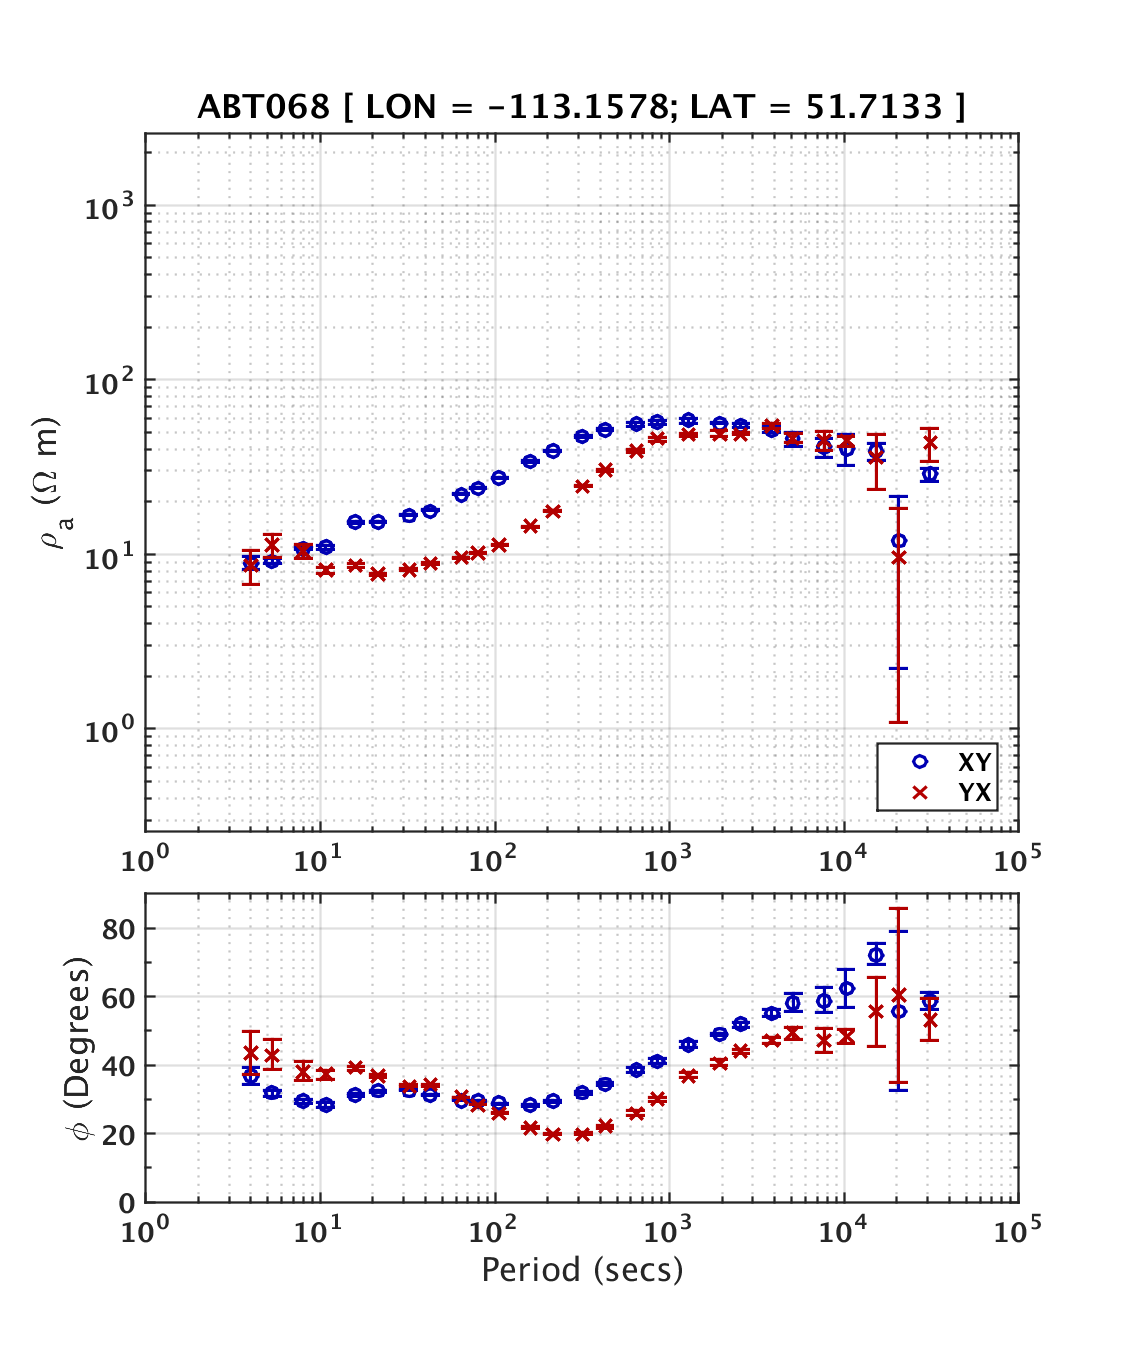 ABT068 [ LON = -113.1578; LAT = 51.7133 ]
10³
10²
10¹
10⁰
ρa (Ω m)
XY
YX
10⁰ 10¹ 10² 10³ 10⁴ 10⁵
80
60
40
20
0
ϕ (Degrees)
10⁰ 10¹ 10² 10³ 10⁴ 10⁵
Period (secs)